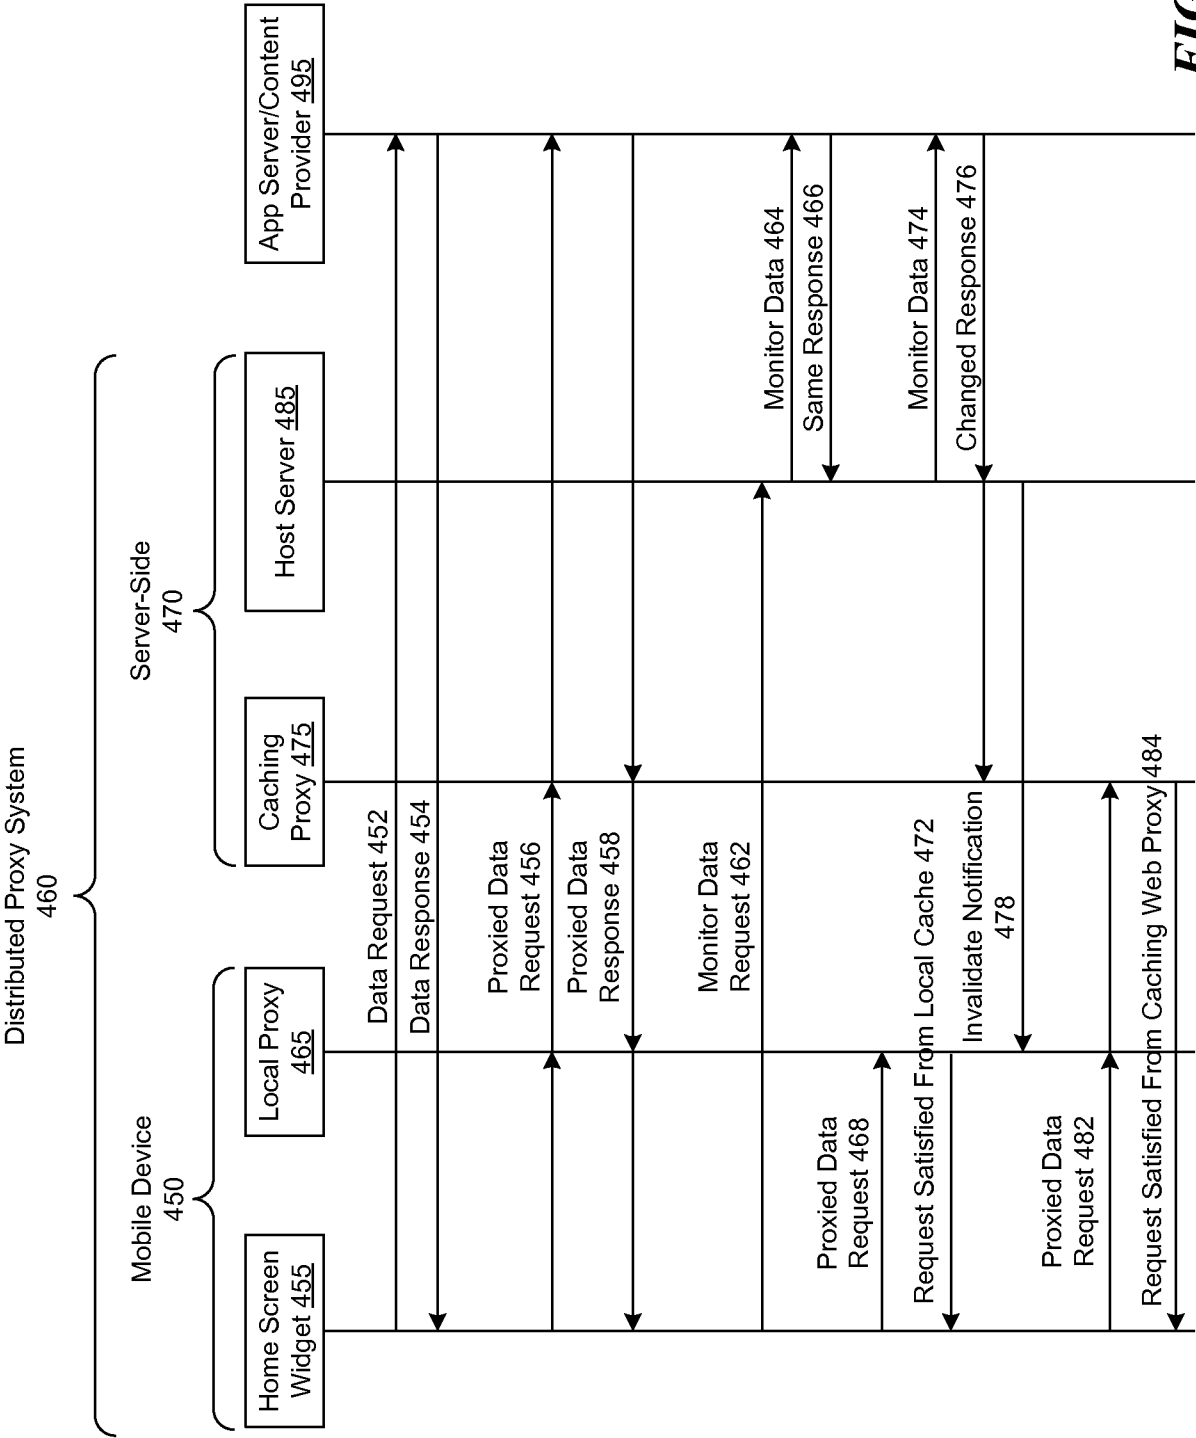 Distributed Proxy System
460
Mobile Device
450
Server-Side
470
Home Screen
Widget 455
Local Proxy
465
Caching
Proxy 475
Host Server 485
App Server/Content
Provider 495
Data Request 452
Data Response 454
Proxied Data
Request 456
Proxied Data
Response 458
Monitor Data
Request 462
Monitor Data 464
Same Response 466
Proxied Data
Request 468
Request Satisfied From Local Cache 472
Monitor Data 474
Changed Response 476
Invalidate Notification
478
Proxied Data
Request 482
Request Satisfied From Caching Web Proxy 484